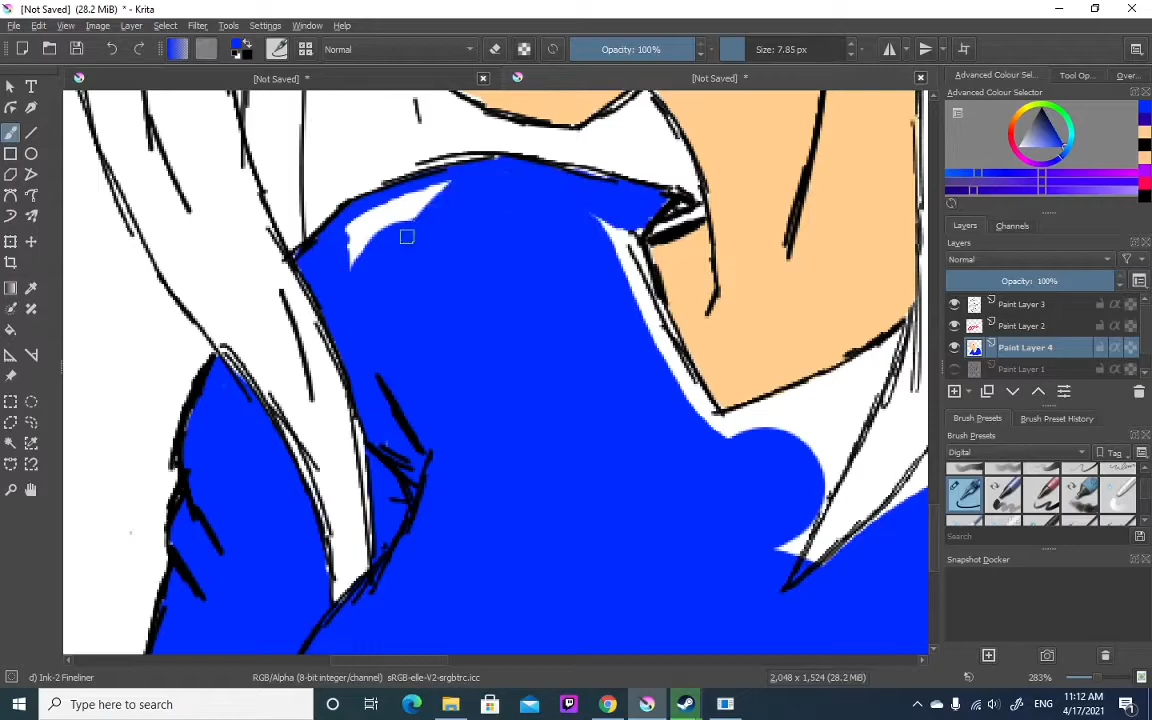 [Not Saved] (28.2 MiB) * - Krita
File Edit View Image Layer Select Filter Tools Settings Window Help
Normal Opacity: 100% Size: 7.85 px
[Not Saved] * [Not Saved] *
Advanced Colour Sel... Tool Op... Over...
Advanced Colour Selector
Layers Channels
Layers
Normal
Opacity: 100%
Paint Layer 3
Paint Layer 2
Paint Layer 4
Paint Layer 1
Brush Presets Brush Preset History
Brush Presets
Digital Tag
Search
Snapshot Docker
d) Ink-2 Fineliner RGB/Alpha (8-bit integer/channel) sRGB-elle-V2-srgbtrc.icc 2,048 x 1,524 (28.2 MiB) 283%
Type here to search ENG 11:12 AM
4/17/2021 1